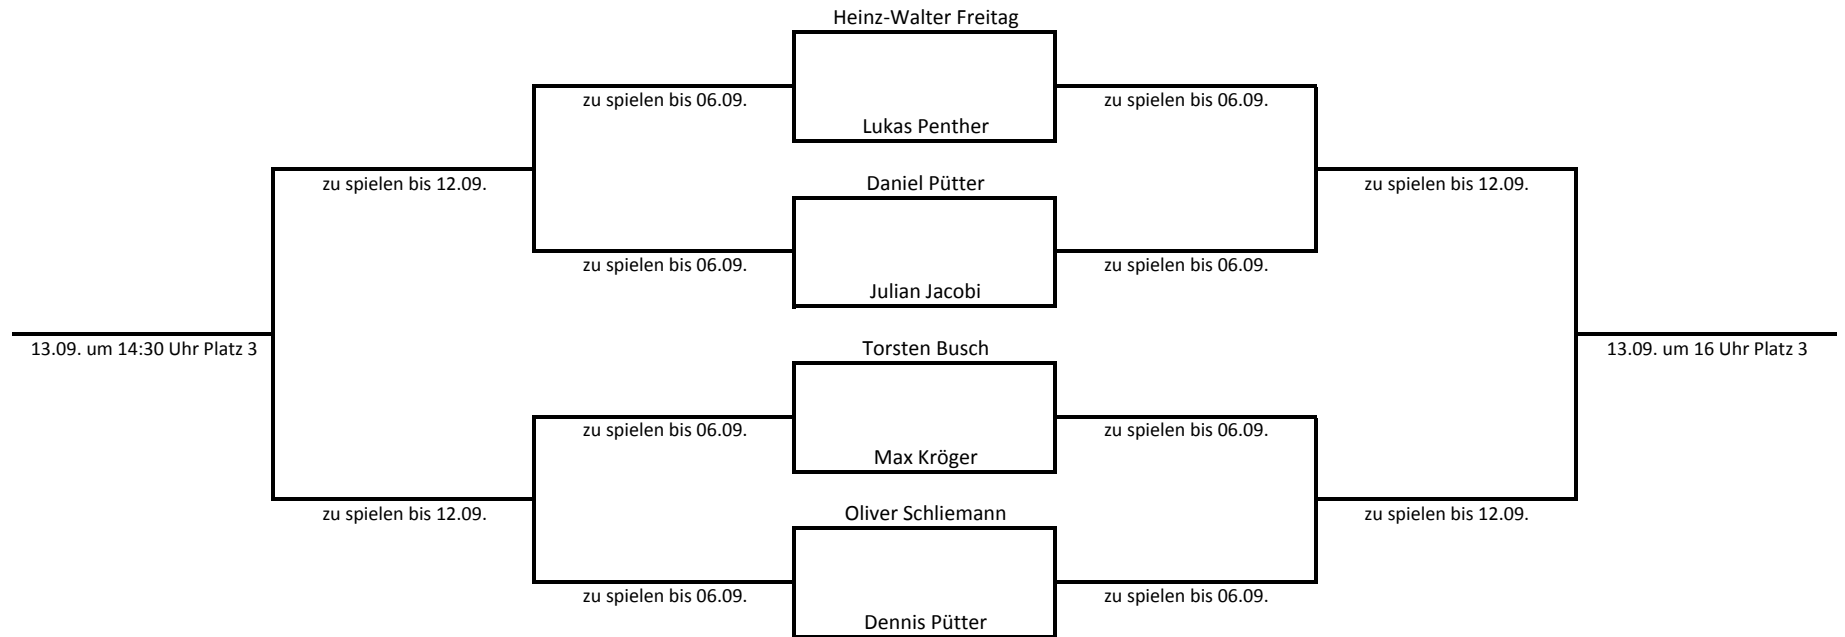 Heinz-Walter Freitag
zu spielen bis 06.09.
zu spielen bis 06.09.
Lukas Penther
zu spielen bis 12.09.
Daniel Pütter
zu spielen bis 12.09.
zu spielen bis 06.09.
zu spielen bis 06.09.
Julian Jacobi
13.09. um 14:30 Uhr Platz 3
Torsten Busch
13.09. um 16 Uhr Platz 3
zu spielen bis 06.09.
zu spielen bis 06.09.
Max Kröger
zu spielen bis 12.09.
Oliver Schliemann
zu spielen bis 12.09.
zu spielen bis 06.09.
zu spielen bis 06.09.
Dennis Pütter